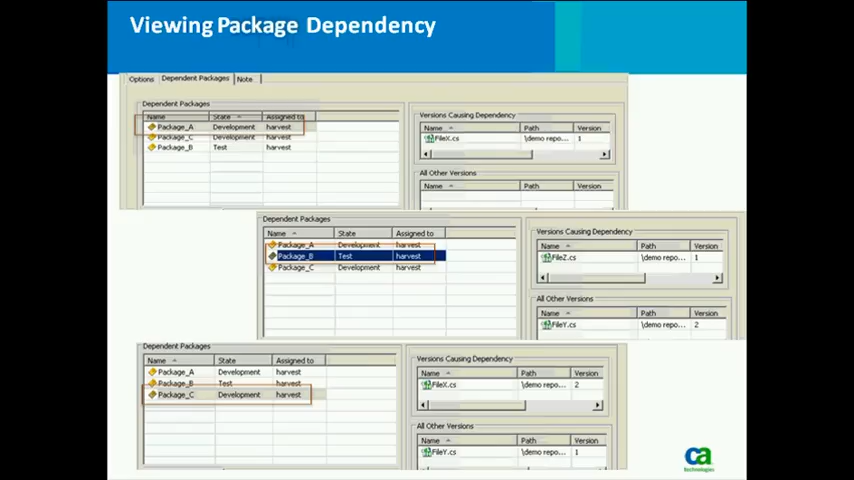 Viewing Package Dependency
Options Dependent Packages Note
Dependent Packages
Name State Assigned to
Package_A Development harvest
Package_C Development harvest
Package_B Test harvest
Versions Causing Dependency
Name Path Version
FileX.cs \demo repo... 1
All Other Versions
Name Path Version
Dependent Packages
Name State Assigned to
Package_A Development harvest
Package_B Test harvest
Package_C Development harvest
Versions Causing Dependency
Name Path Version
FileZ.cs \demo repo... 1
All Other Versions
Name Path Version
FileY.cs \demo repo... 2
Dependent Packages
Name State Assigned to
Package_A Development harvest
Package_B Test harvest
Package_C Development harvest
Versions Causing Dependency
Name Path Version
FileX.cs \demo repo... 2
All Other Versions
Name Path Version
FileY.cs \demo repo... 1
ca
technologies